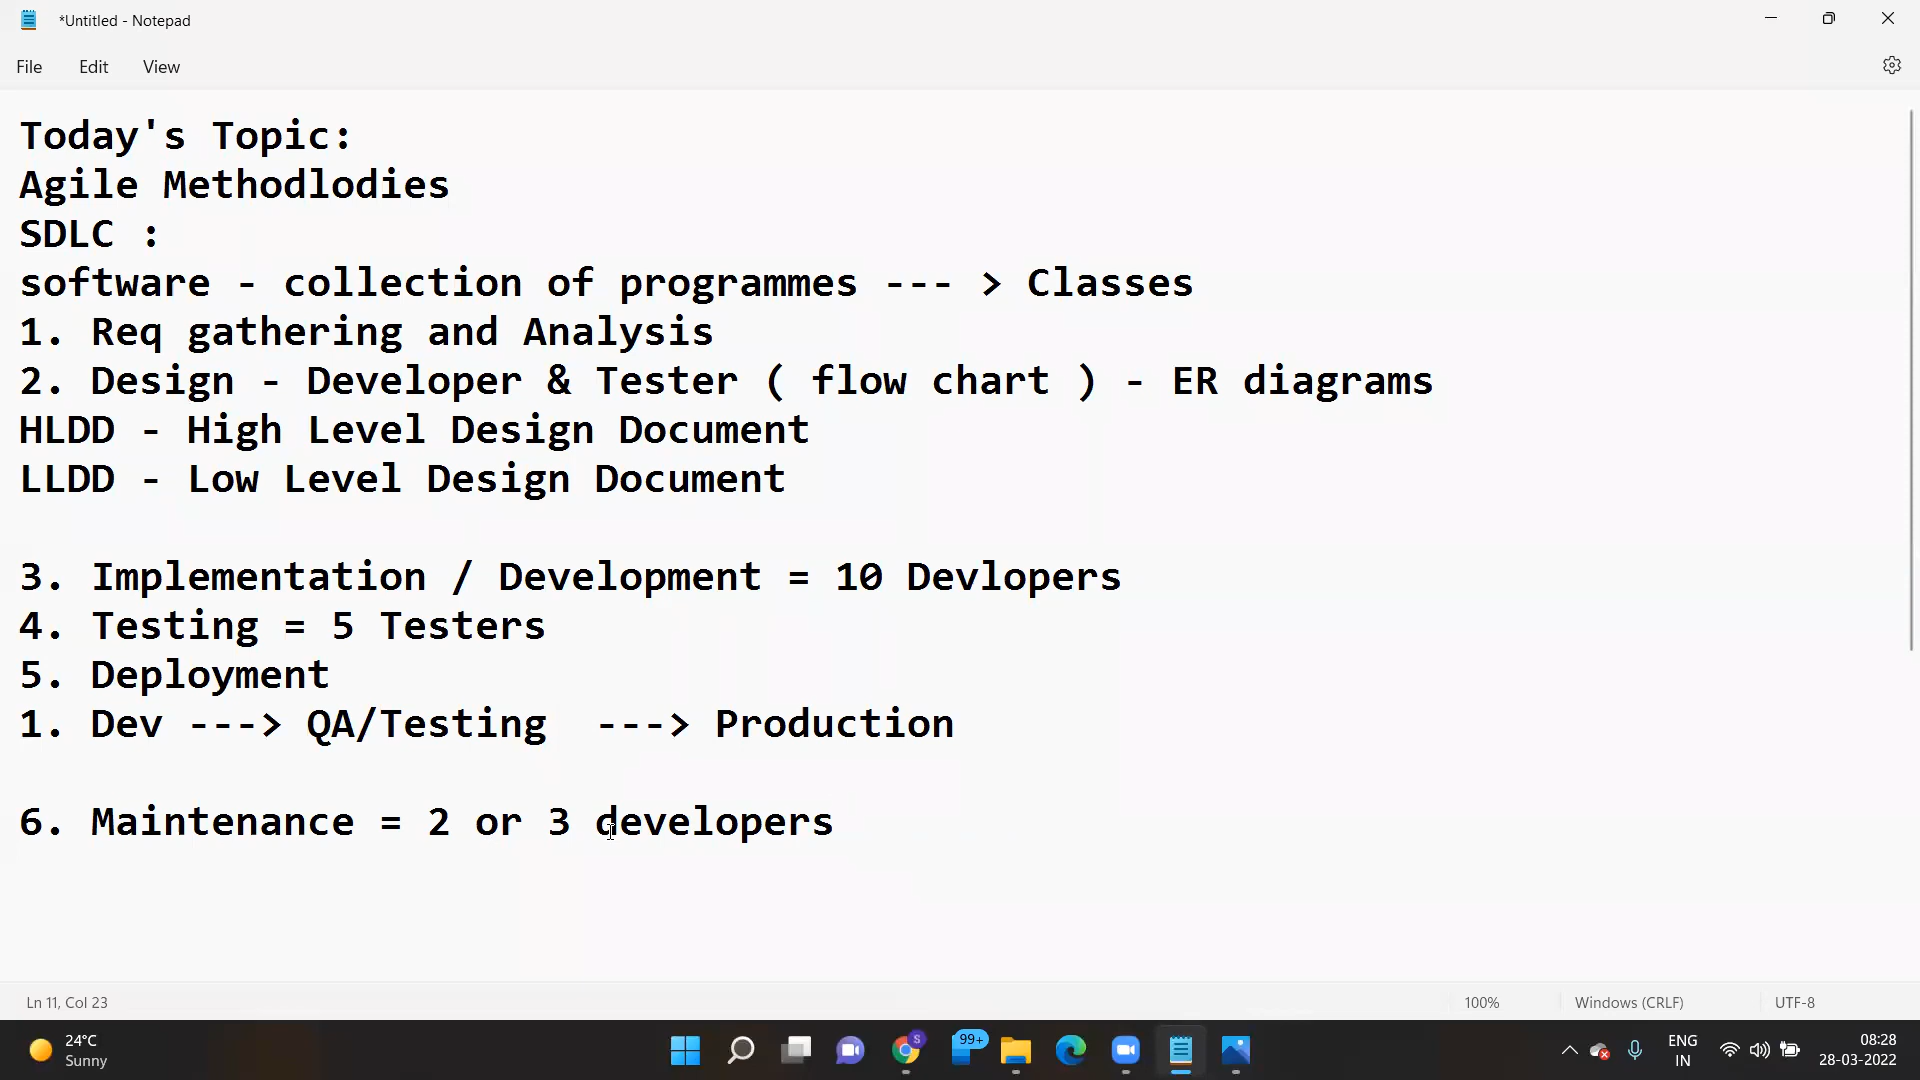 *Untitled - Notepad
File Edit View
Today's Topic:
Agile Methodlodies
SDLC :
software - collection of programmes --- > Classes
1. Req gathering and Analysis
2. Design - Developer & Tester ( flow chart ) - ER diagrams
HLDD - High Level Design Document
LLDD - Low Level Design Document
3. Implementation / Development = 10 Devlopers
4. Testing = 5 Testers
5. Deployment
1. Dev ---> QA/Testing  ---> Production
6. Maintenance = 2 or 3 developers
Ln 11, Col 23 100% Windows (CRLF) UTF-8
24°C
Sunny
S
99+
ENG
IN
08:28
28-03-2022